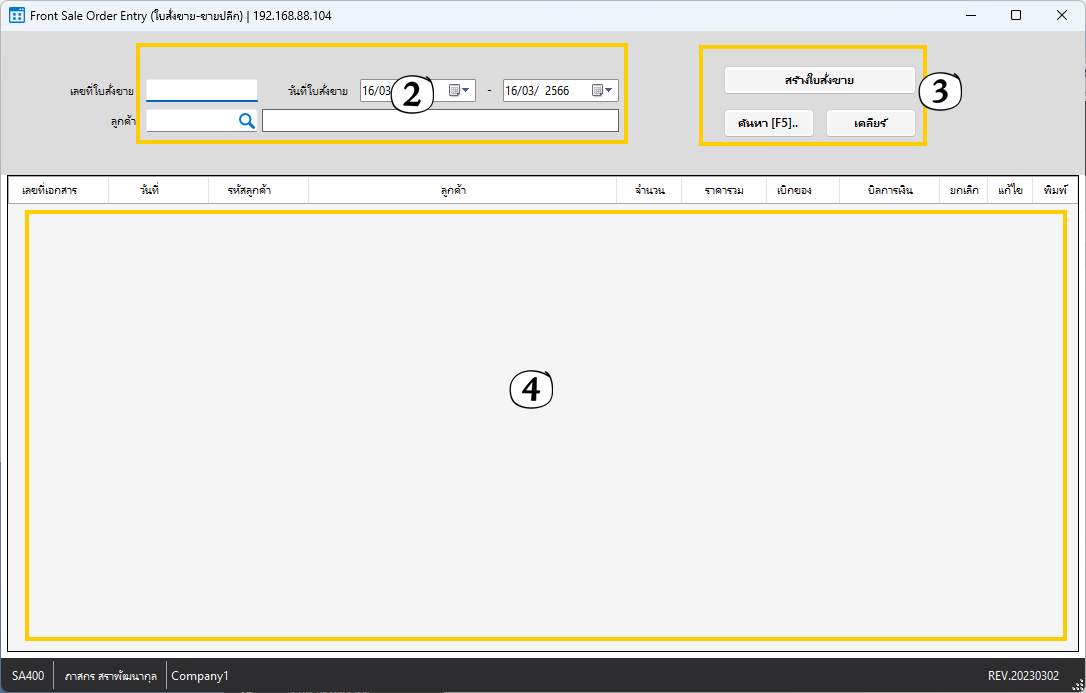 Front Sale Order Entry (ใบสั่งขาย-ขายปลีก) | 192.168.88.104
เลขที่ใบสั่งขาย วันที่ใบสั่งขาย 16/03 2 - 16/03/ 2566
ลูกค้า
สร้างใบสั่งขาย 3
ค้นหา [F5].. เคลียร์
เลขที่เอกสาร วันที่ รหัสลูกค้า ลูกค้า จำนวน ราคารวม เบิกของ บิลการเงิน ยกเลิก แก้ไข พิมพ์
4
SA400 ภาสกร สราพัฒนากุล Company1 REV.20230302